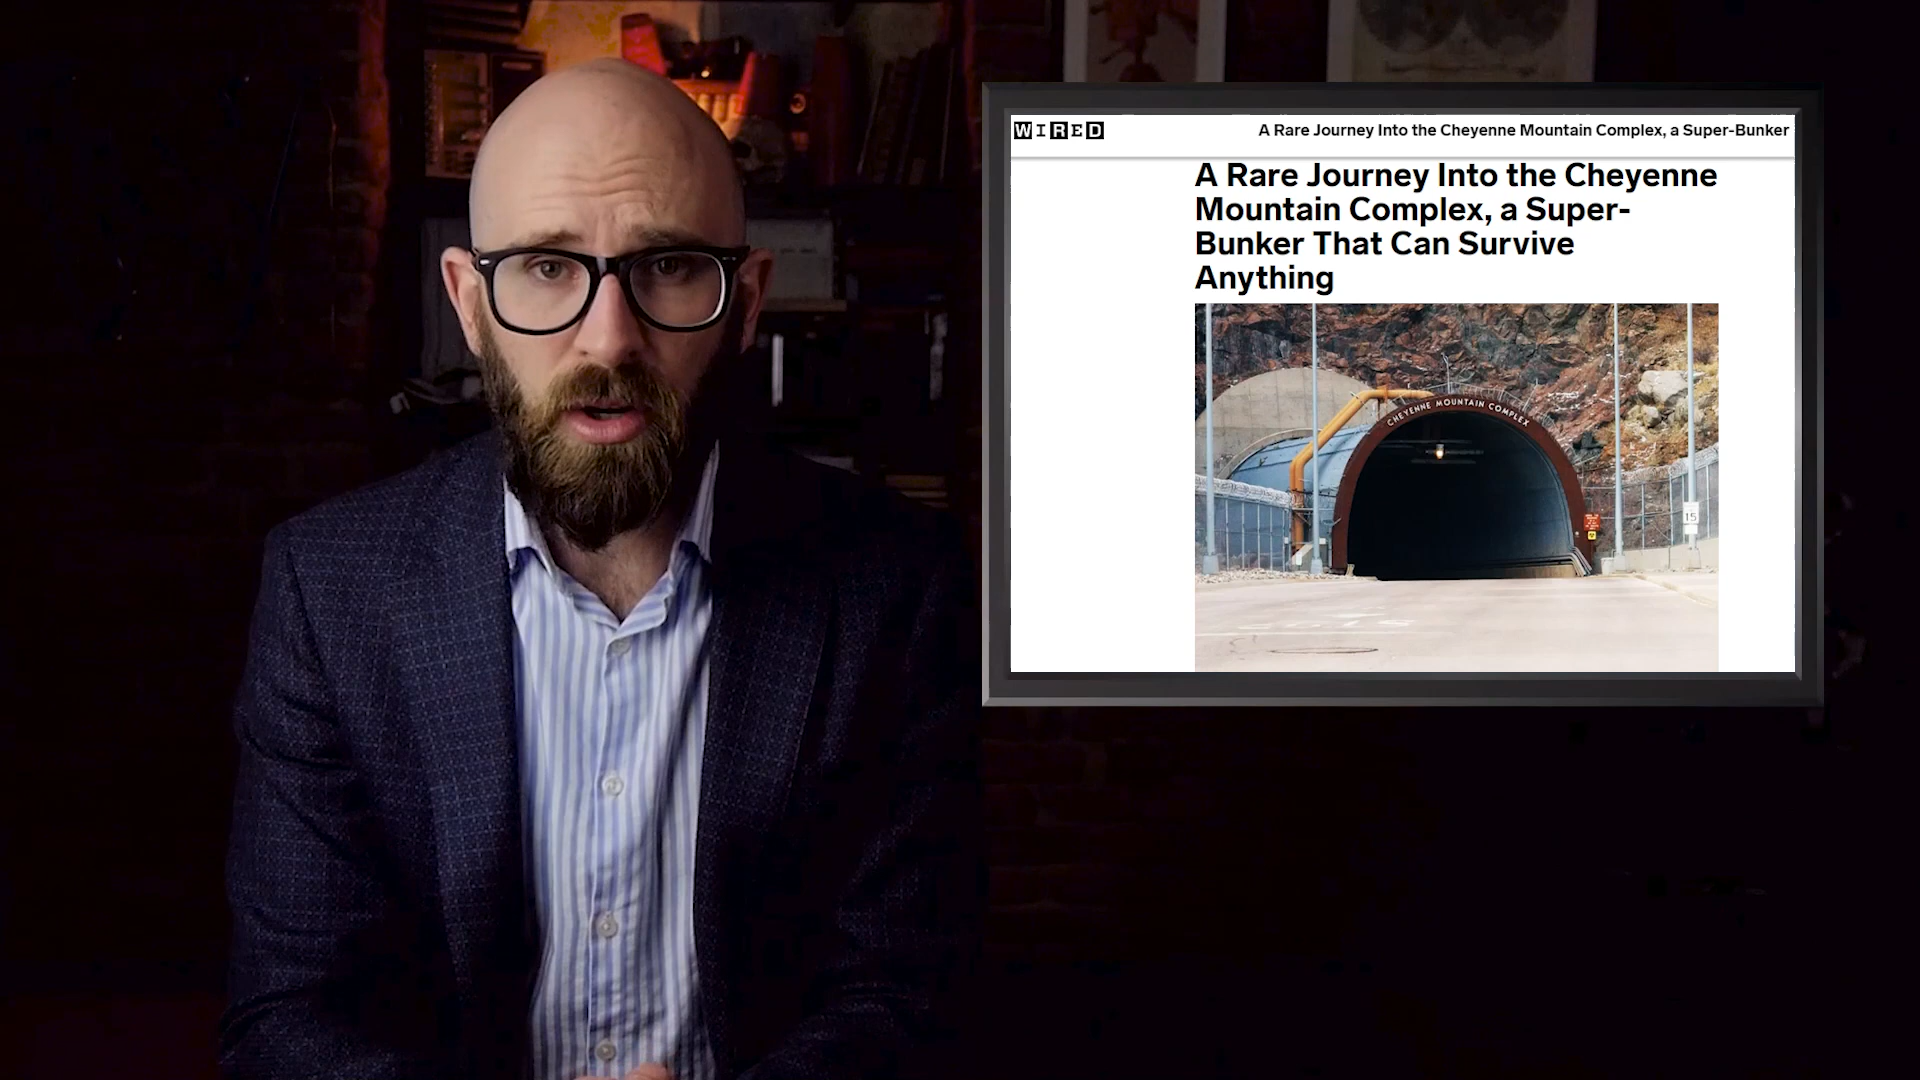 WIRED
A Rare Journey Into the Cheyenne Mountain Complex, a Super-Bunker
A Rare Journey Into the Cheyenne
Mountain Complex, a Super-
Bunker That Can Survive
Anything
CHEYENNE MOUNTAIN COMPLEX
15